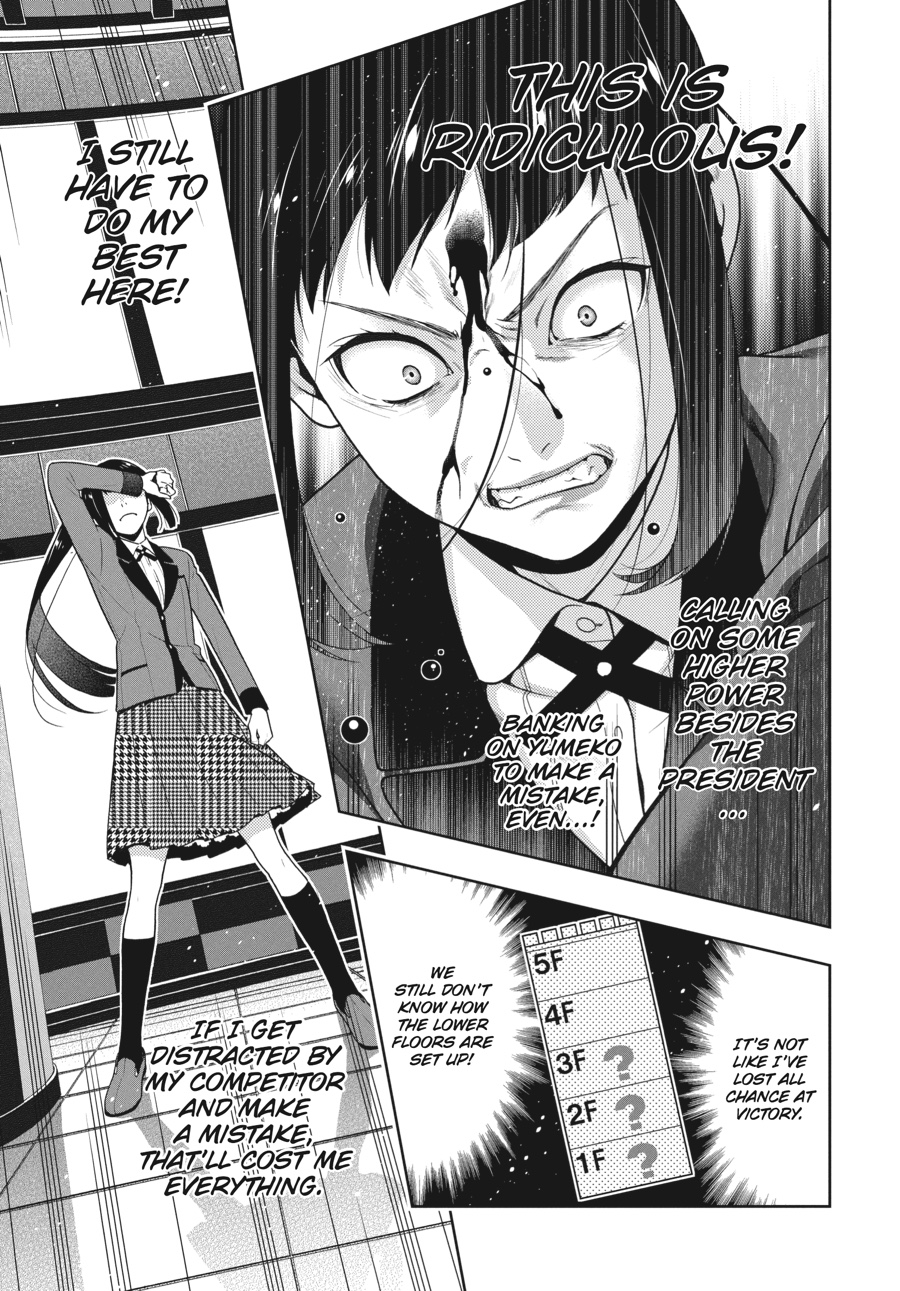 THIS IS
RIDICULOUS!
CALLING
ON SOME
HIGHER
POWER
BESIDES
THE
PRESIDENT
...
BANKING
ON YUMEKO
TO MAKE A
MISTAKE,
EVEN...!
IT'S NOT
LIKE I'VE
LOST ALL
CHANCE AT
VICTORY.
5F
4F
3F ?
2F ?
1F ?
WE
STILL DON'T
KNOW HOW
THE LOWER
FLOORS ARE
SET UP!
I STILL
HAVE TO
DO MY
BEST
HERE!
IF I GET
DISTRACTED BY
MY COMPETITOR
AND MAKE
A MISTAKE,
THAT'LL COST ME
EVERYTHING.